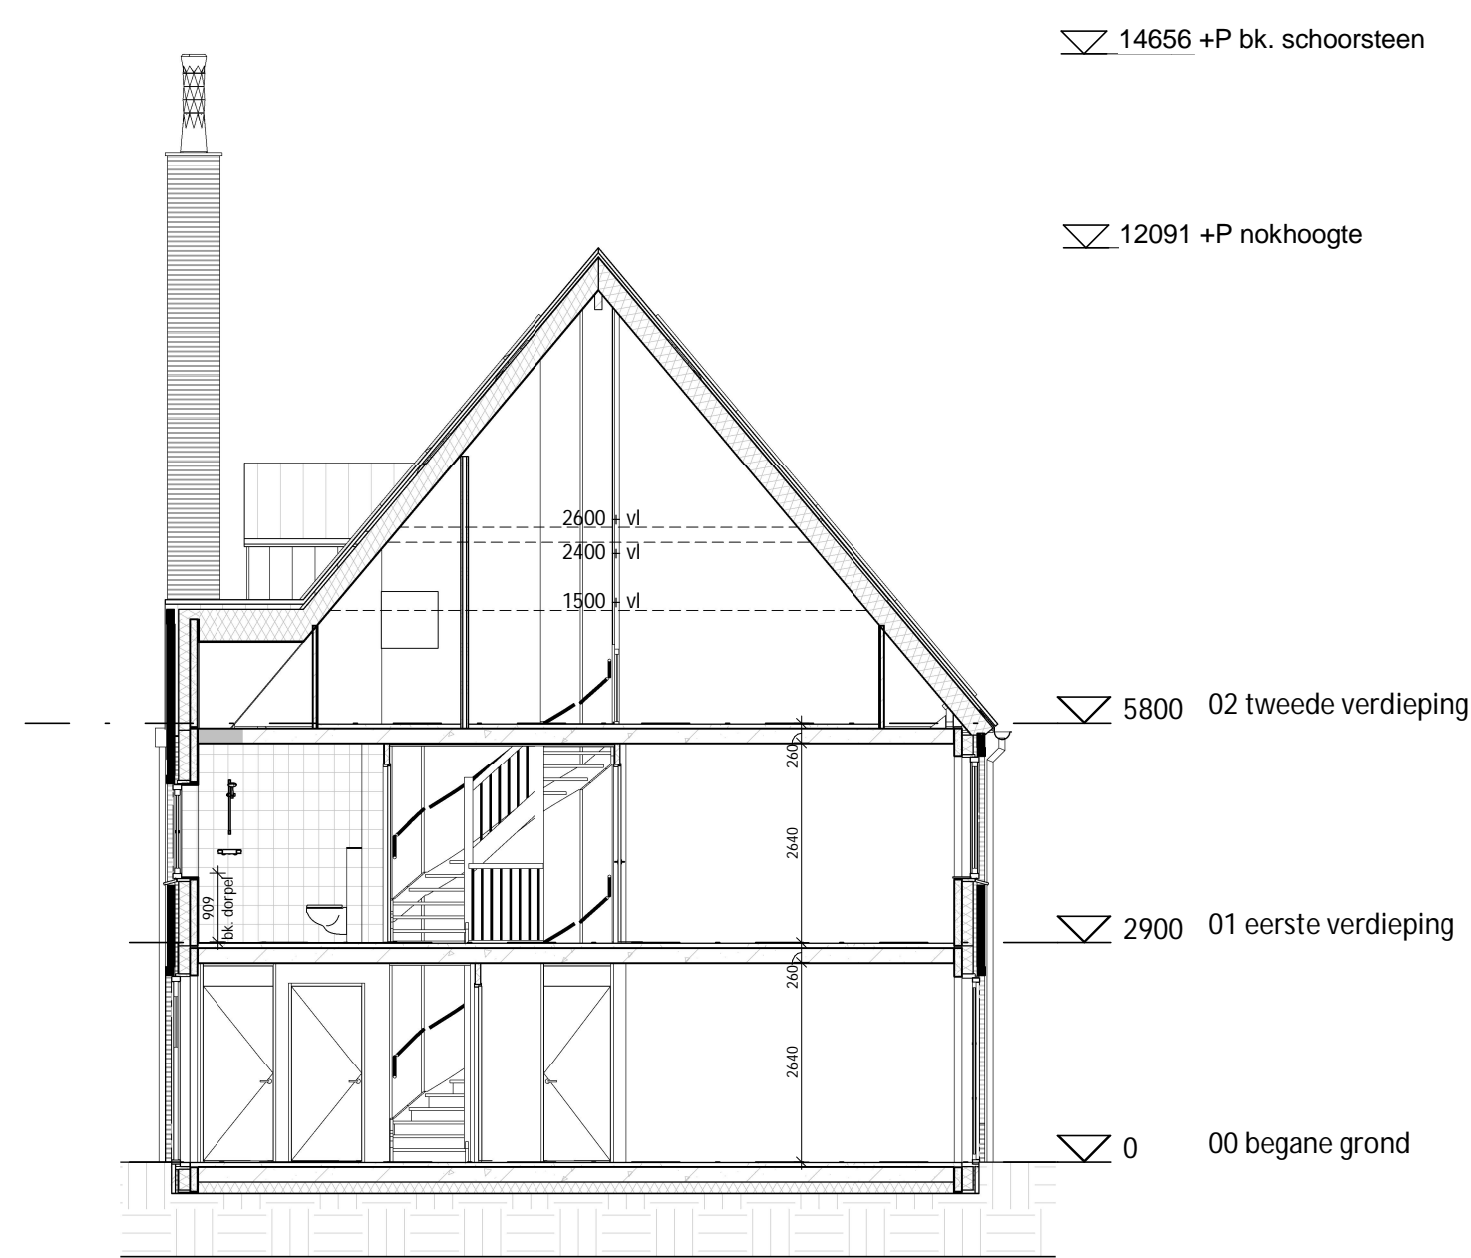 14656 +P bk. schoorsteen
12091 +P nokhoogte
2600 + vl
2400 + vl
1500 + vl
5800 02 tweede verdieping
260
2640
909
bk. dorpel
2900 01 eerste verdieping
260
2640
0 00 begane grond